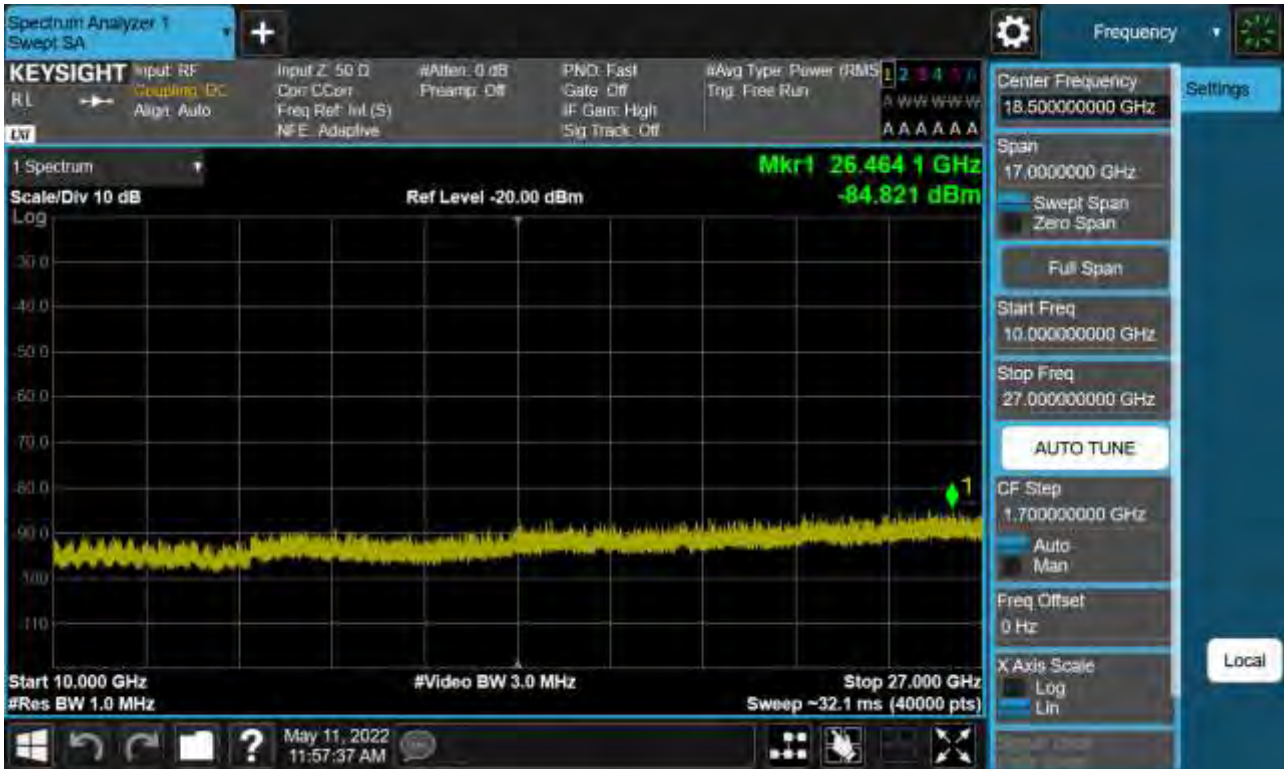 Spectrum Analyzer 1
Swept SA
Frequency
KEYSIGHT
RL
LXI
Input: RF
Coupling: DC
Align: Auto
Input Z: 50 Ω
Corr CCorr
Freq Ref: Int (S)
NFE: Adaptive
#Atten: 0 dB
Preamp: Off
PNO: Fast
Gate: Off
IF Gain: High
Sig Track: Off
#Avg Type: Power (RMS
Trig: Free Run
1 2 3 4 5 6
A W W W W W
A A A A A A
1 Spectrum
Scale/Div 10 dB
Ref Level -20.00 dBm
Mkr1 26.464 1 GHz
-84.821 dBm
Log
-30.0
-40.0
-50.0
-60.0
-70.0
-80.0
-90.0
-100
-110
1
Start 10.000 GHz
#Res BW 1.0 MHz
#Video BW 3.0 MHz
Stop 27.000 GHz
Sweep ~32.1 ms (40000 pts)
May 11, 2022
11:57:37 AM
Center Frequency
18.500000000 GHz
Span
17.0000000 GHz
Swept Span
Zero Span
Full Span
Start Freq
10.000000000 GHz
Stop Freq
27.000000000 GHz
AUTO TUNE
CF Step
1.700000000 GHz
Auto
Man
Freq Offset
0 Hz
X Axis Scale
Log
Lin
Settings
Local